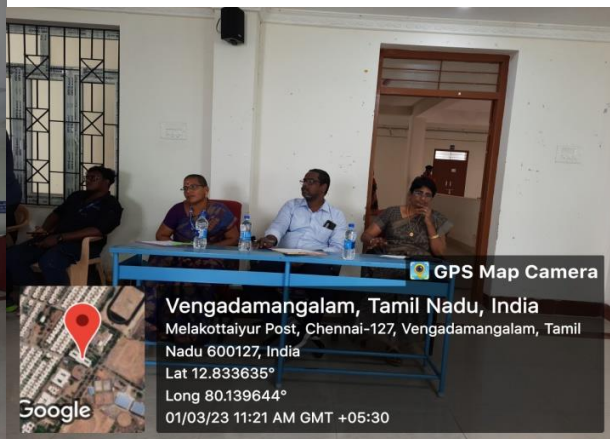 GPS Map Camera
Vengadamangalam, Tamil Nadu, India
Melakottaiyur Post, Chennai-127, Vengadamangalam, Tamil
Nadu 600127, India
Lat 12.833635°
Long 80.139644°
01/03/23 11:21 AM GMT +05:30
Google